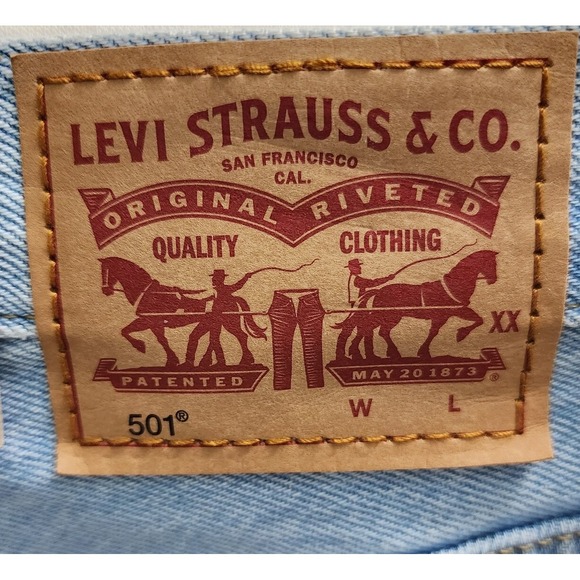 LEVI STRAUSS & CO.
SAN FRANCISCO
CAL.
ORIGINAL RIVETED
QUALITY CLOTHING
XX
PATENTED MAY 20 1873 ®
501® W L